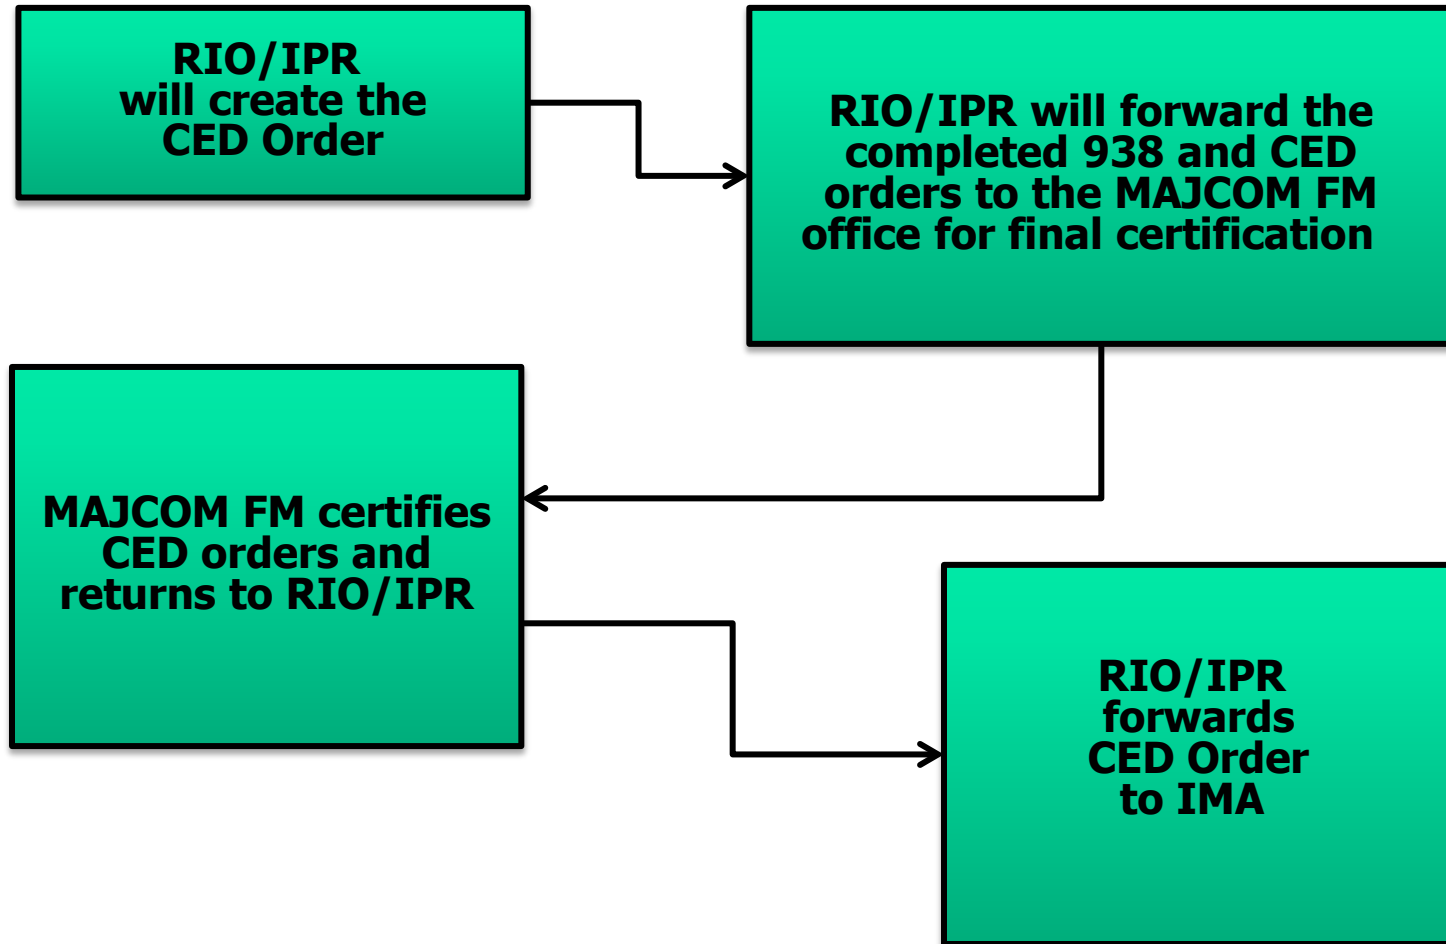 RIO/IPR
will create the
CED Order
RIO/IPR will forward the
completed 938 and CED
orders to the MAJCOM FM
office for final certification
MAJCOM FM certifies
CED orders and
returns to RIO/IPR
RIO/IPR
forwards
CED Order
to IMA